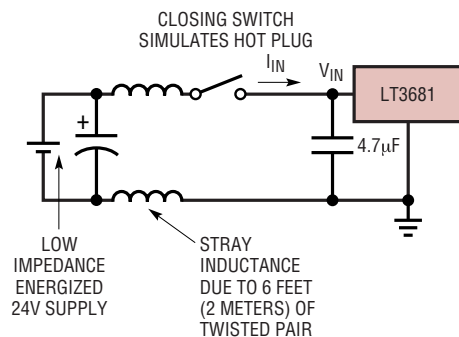 CLOSING SWITCH
SIMULATES HOT PLUG
IIN
VIN
LT3681
+
4.7µF
LOW
IMPEDANCE
ENERGIZED
24V SUPPLY
STRAY
INDUCTANCE
DUE TO 6 FEET
(2 METERS) OF
TWISTED PAIR